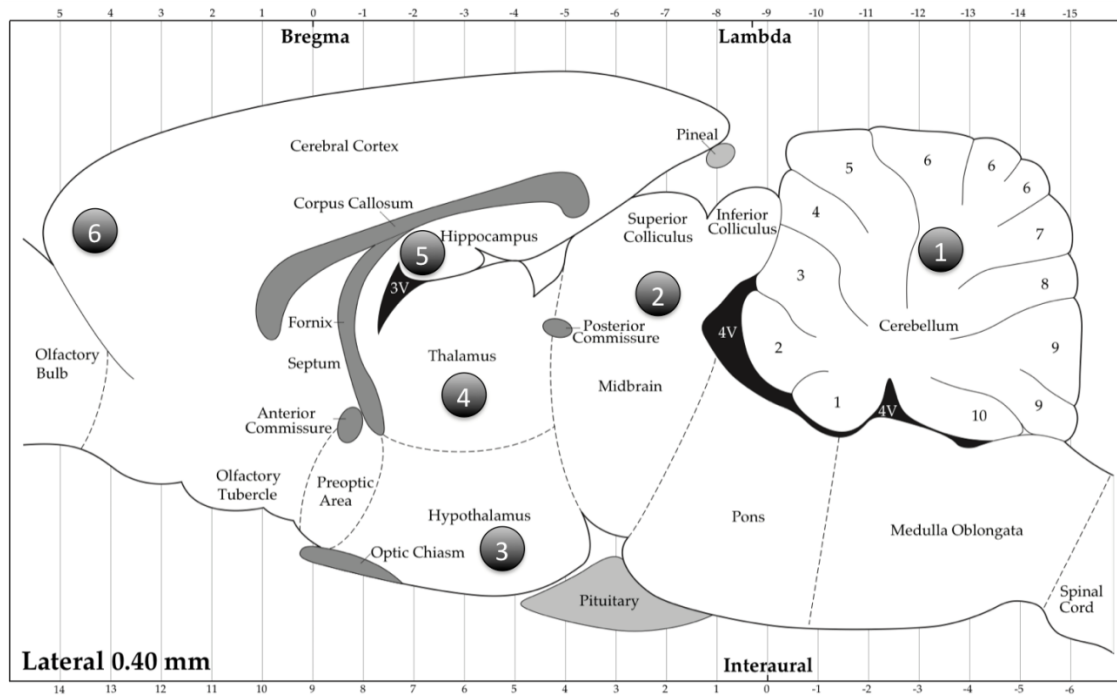 5 4 3 2 1 0 -1 -2 -3 -4 -5 -6 -7 -8 -9 -10 -11 -12 -13 -14 -15
Bregma
Lambda
Pineal
Cerebral Cortex
Corpus Callosum
Hippocampus
Superior
Colliculus
Inferior
Colliculus
5
6
6
6
4
7
3
8
2
9
1
10
9
Cerebellum
6
5
1
2
3V
4V
4V
Fornix
Posterior
Commissure
Olfactory
Bulb
Septum
Thalamus
4
Midbrain
Anterior
Commissure
Olfactory
Tubercle
Preoptic
Area
Hypothalamus
3
Optic Chiasm
Pons
Medulla Oblongata
Pituitary
Spinal
Cord
Lateral 0.40 mm
Interaural
14 13 12 11 10 9 8 7 6 5 4 3 2 1 0 -1 -2 -3 -4 -5 -6